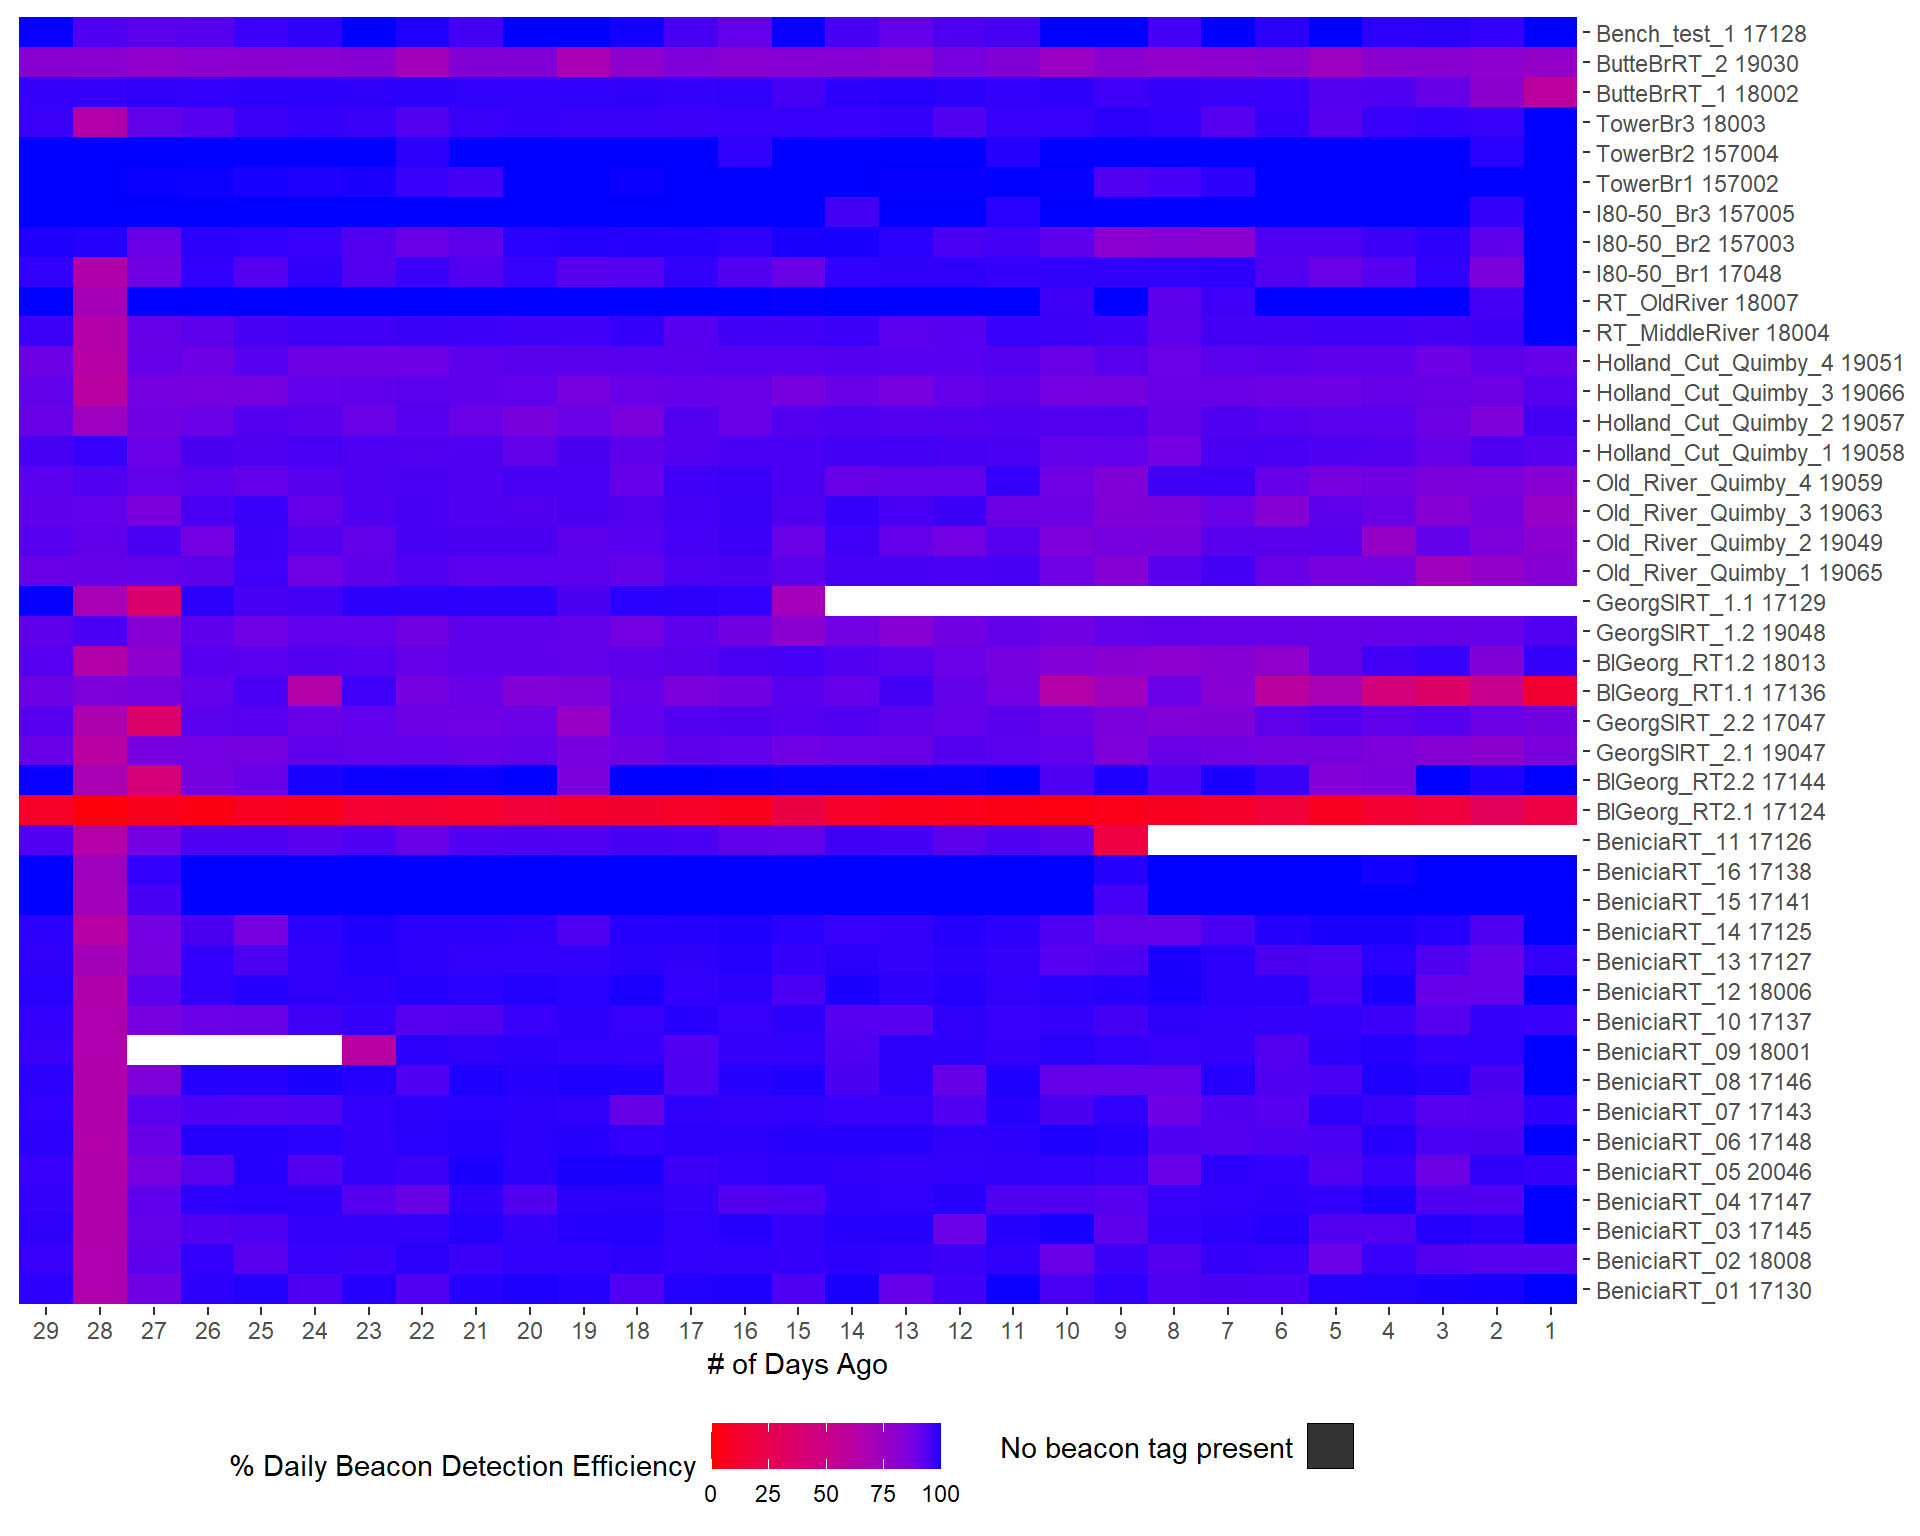 Bench_test_1 17128
ButteBrRT_2 19030
ButteBrRT_1 18002
TowerBr3 18003
TowerBr2 157004
TowerBr1 157002
I80-50_Br3 157005
I80-50_Br2 157003
I80-50_Br1 17048
RT_OldRiver 18007
RT_MiddleRiver 18004
Holland_Cut_Quimby_4 19051
Holland_Cut_Quimby_3 19066
Holland_Cut_Quimby_2 19057
Holland_Cut_Quimby_1 19058
Old_River_Quimby_4 19059
Old_River_Quimby_3 19063
Old_River_Quimby_2 19049
Old_River_Quimby_1 19065
GeorgSlRT_1.1 17129
GeorgSlRT_1.2 19048
BlGeorg_RT1.2 18013
BlGeorg_RT1.1 17136
GeorgSlRT_2.2 17047
GeorgSlRT_2.1 19047
BlGeorg_RT2.2 17144
BlGeorg_RT2.1 17124
BeniciaRT_11 17126
BeniciaRT_16 17138
BeniciaRT_15 17141
BeniciaRT_14 17125
BeniciaRT_13 17127
BeniciaRT_12 18006
BeniciaRT_10 17137
BeniciaRT_09 18001
BeniciaRT_08 17146
BeniciaRT_07 17143
BeniciaRT_06 17148
BeniciaRT_05 20046
BeniciaRT_04 17147
BeniciaRT_03 17145
BeniciaRT_02 18008
BeniciaRT_01 17130
29 28 27 26 25 24 23 22 21 20 19 18 17 16 15 14 13 12 11 10 9 8 7 6 5 4 3 2 1
# of Days Ago
% Daily Beacon Detection Efficiency
0 25 50 75 100
No beacon tag present